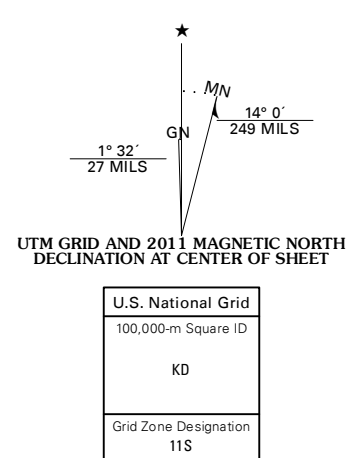 ★
MN
GN
14° 0´
249 MILS
1° 32´
27 MILS
UTM GRID AND 2011 MAGNETIC NORTH
DECLINATION AT CENTER OF SHEET
U.S. National Grid
100,000-m Square ID
KD
Grid Zone Designation
11S